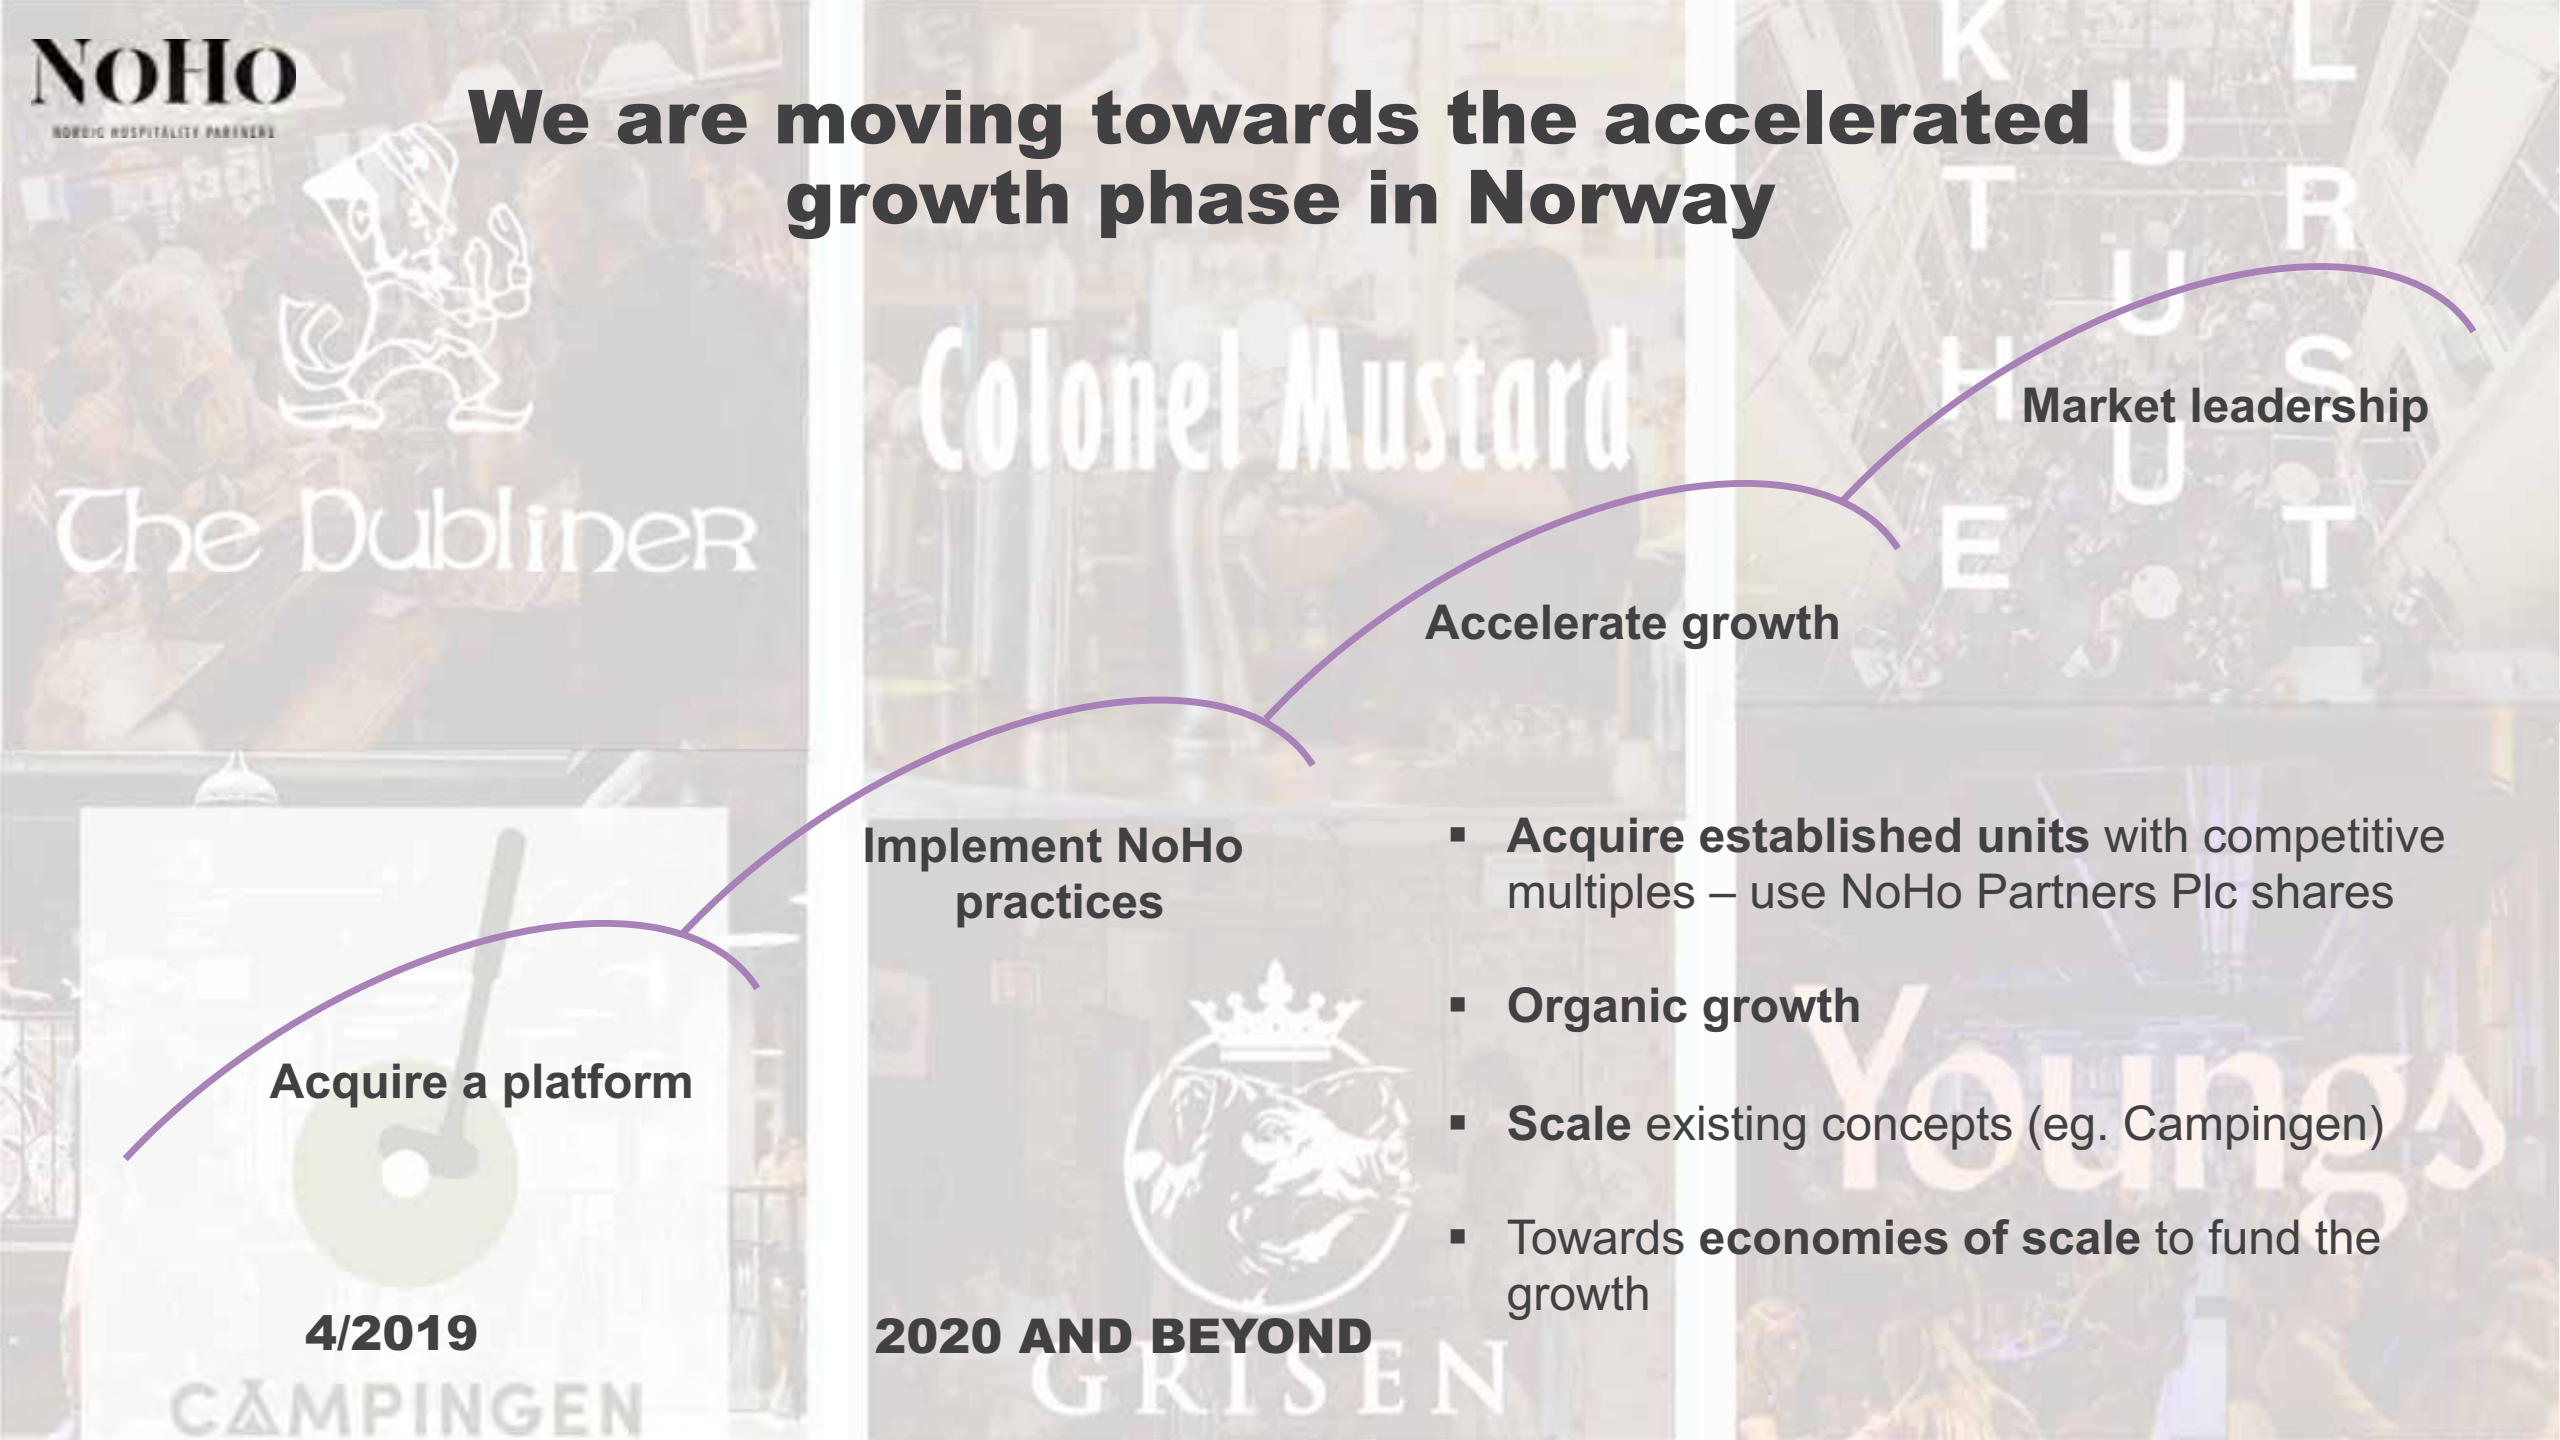 NoHo
NORDIC HOSPITALITY PARTNERS
We are moving towards the accelerated
growth phase in Norway
The Dubliner
Colonel Mustard
KULTURHUSET
Market leadership
Accelerate growth
Implement NoHo
practices
Acquire a platform
▪ Acquire established units with competitive
multiples – use NoHo Partners Plc shares
▪ Organic growth
▪ Scale existing concepts (eg. Campingen)
▪ Towards economies of scale to fund the
growth
Youngs
4/2019
2020 AND BEYOND
CAMPINGEN
GRISEN